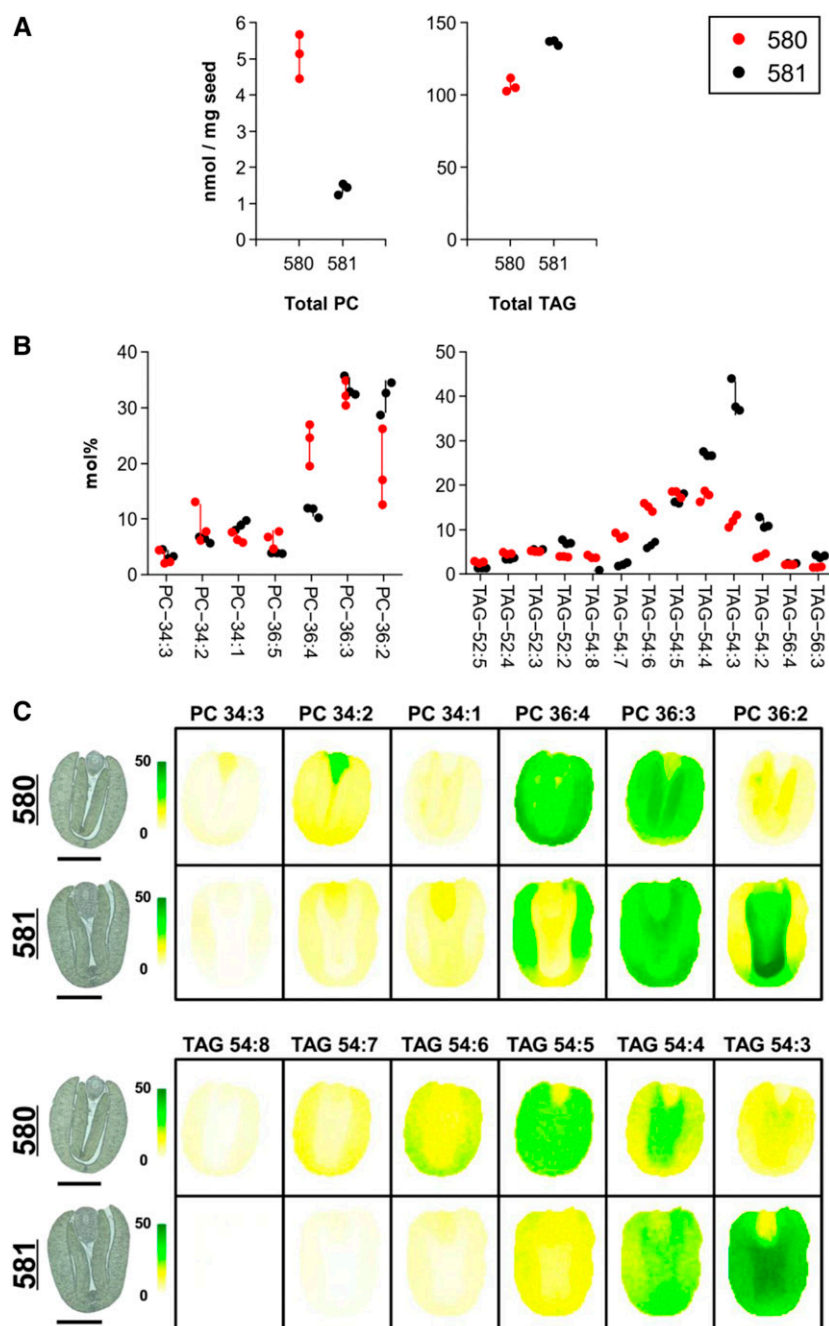 A
nmol / mg seed
6
5
4
3
2
1
0
580 581
Total PC
150
100
50
0
580 581
Total TAG
580
581
B
mol%
40
30
20
10
0
PC-34:3
PC-34:2
PC-34:1
PC-36:5
PC-36:4
PC-36:3
PC-36:2
50
40
30
20
10
0
TAG-52:5
TAG-52:4
TAG-52:3
TAG-52:2
TAG-54:8
TAG-54:7
TAG-54:6
TAG-54:5
TAG-54:4
TAG-54:3
TAG-54:2
TAG-56:4
TAG-56:3
C
PC 34:3 PC 34:2 PC 34:1 PC 36:4 PC 36:3 PC 36:2
580
50
0
581
50
0
TAG 54:8 TAG 54:7 TAG 54:6 TAG 54:5 TAG 54:4 TAG 54:3
580
50
0
581
50
0